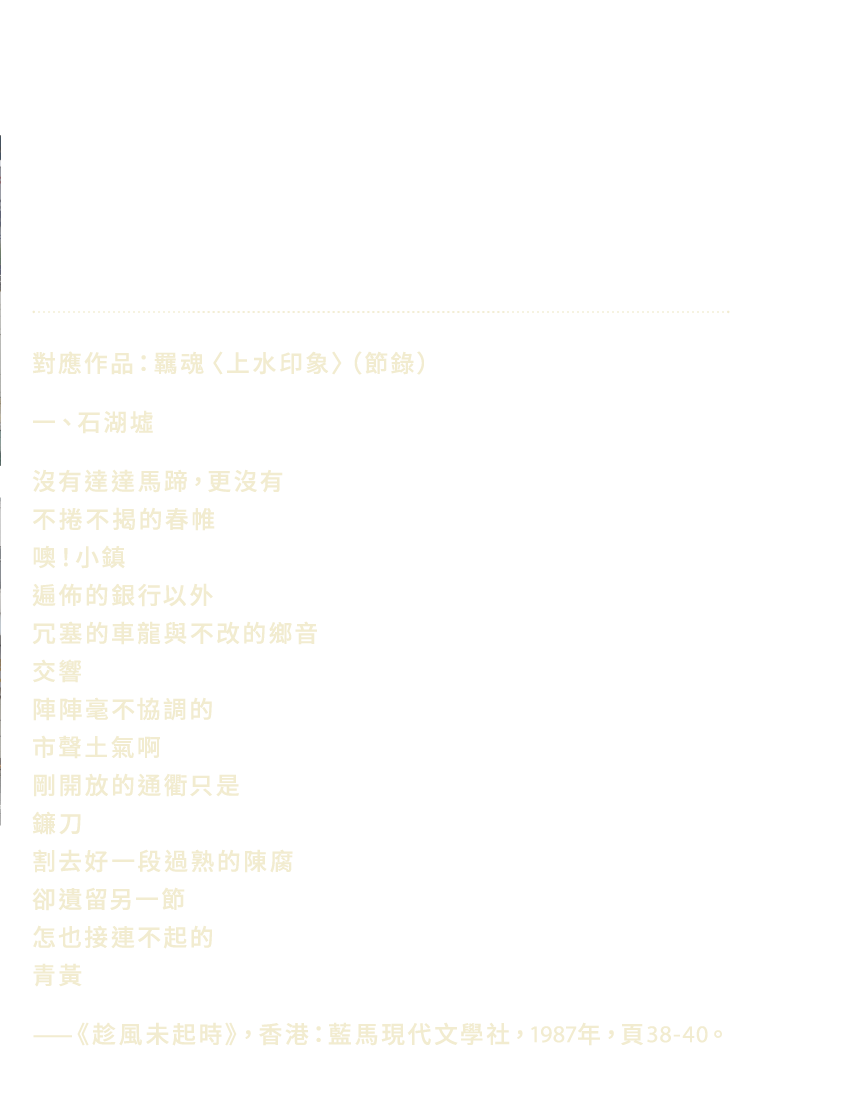 對應作品：羈魂〈上水印象〉（節錄）
一、石湖墟
沒有達達馬蹄，更沒有
不捲不揭的春帷
噢！小鎮
遍佈的銀行以外
冗塞的車龍與不改的鄉音
交響
陣陣毫不協調的
市聲土氣啊
剛開放的通衢只是
鐮刀
割去好一段過熟的陳腐
卻遺留另一節
怎也接連不起的
青黃
——《趁風未起時》，香港：藍馬現代文學社，1987年，頁38-40。